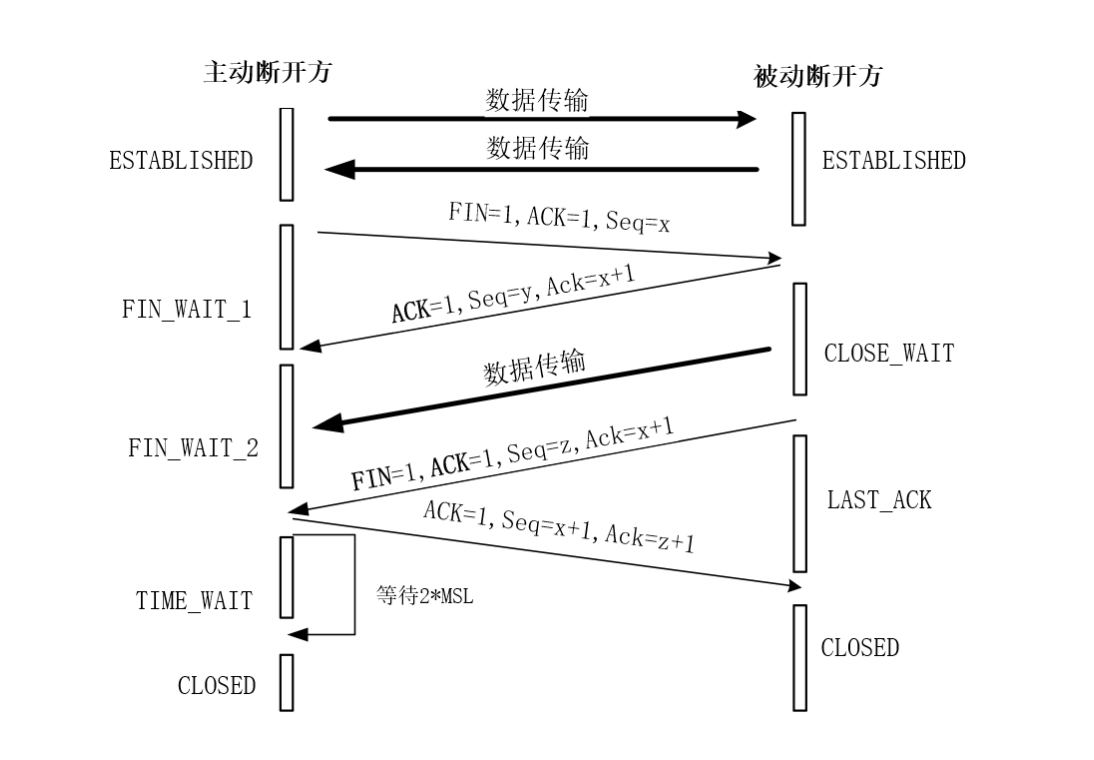 主动断开方
被动断开方
数据传输
数据传输
ESTABLISHED
ESTABLISHED
FIN=1, ACK=1, Seq=x
ACK=1, Seq=y, Ack=x+1
FIN_WAIT_1
CLOSE_WAIT
数据传输
FIN_WAIT_2
FIN=1, ACK=1, Seq=z, Ack=x+1
LAST_ACK
ACK=1, Seq=x+1, Ack=z+1
TIME_WAIT
等待2*MSL
CLOSED
CLOSED